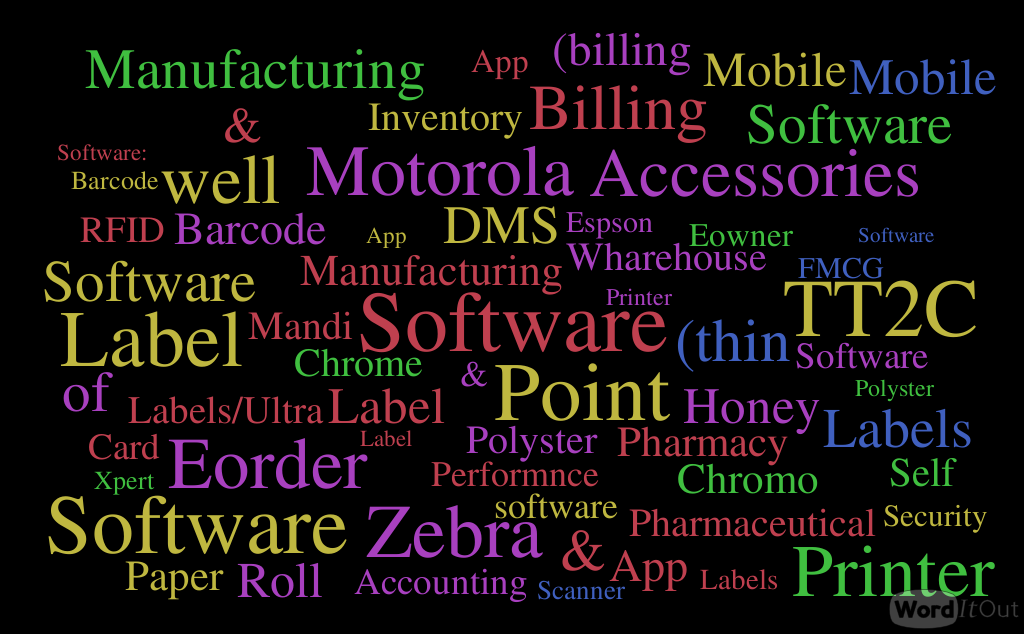 Manufacturing App (billing Mobile Mobile
& Inventory Billing Software
Software:
Barcode well Motorola Accessories
RFID Barcode App DMS Espson Eowner Software
Software Manufacturing Wharehouse FMCG
Label Mandi Software Printer (thin TT2C
Chrome & Point Software
of Labels/Ultra Label Honey Polyster
Card Eorder Label Polyster Pharmacy Labels
Xpert Performnce Chromo Self
Software Zebra software Pharmaceutical Security
Paper Roll Accounting & App Labels Printer
Scanner
WordItOut